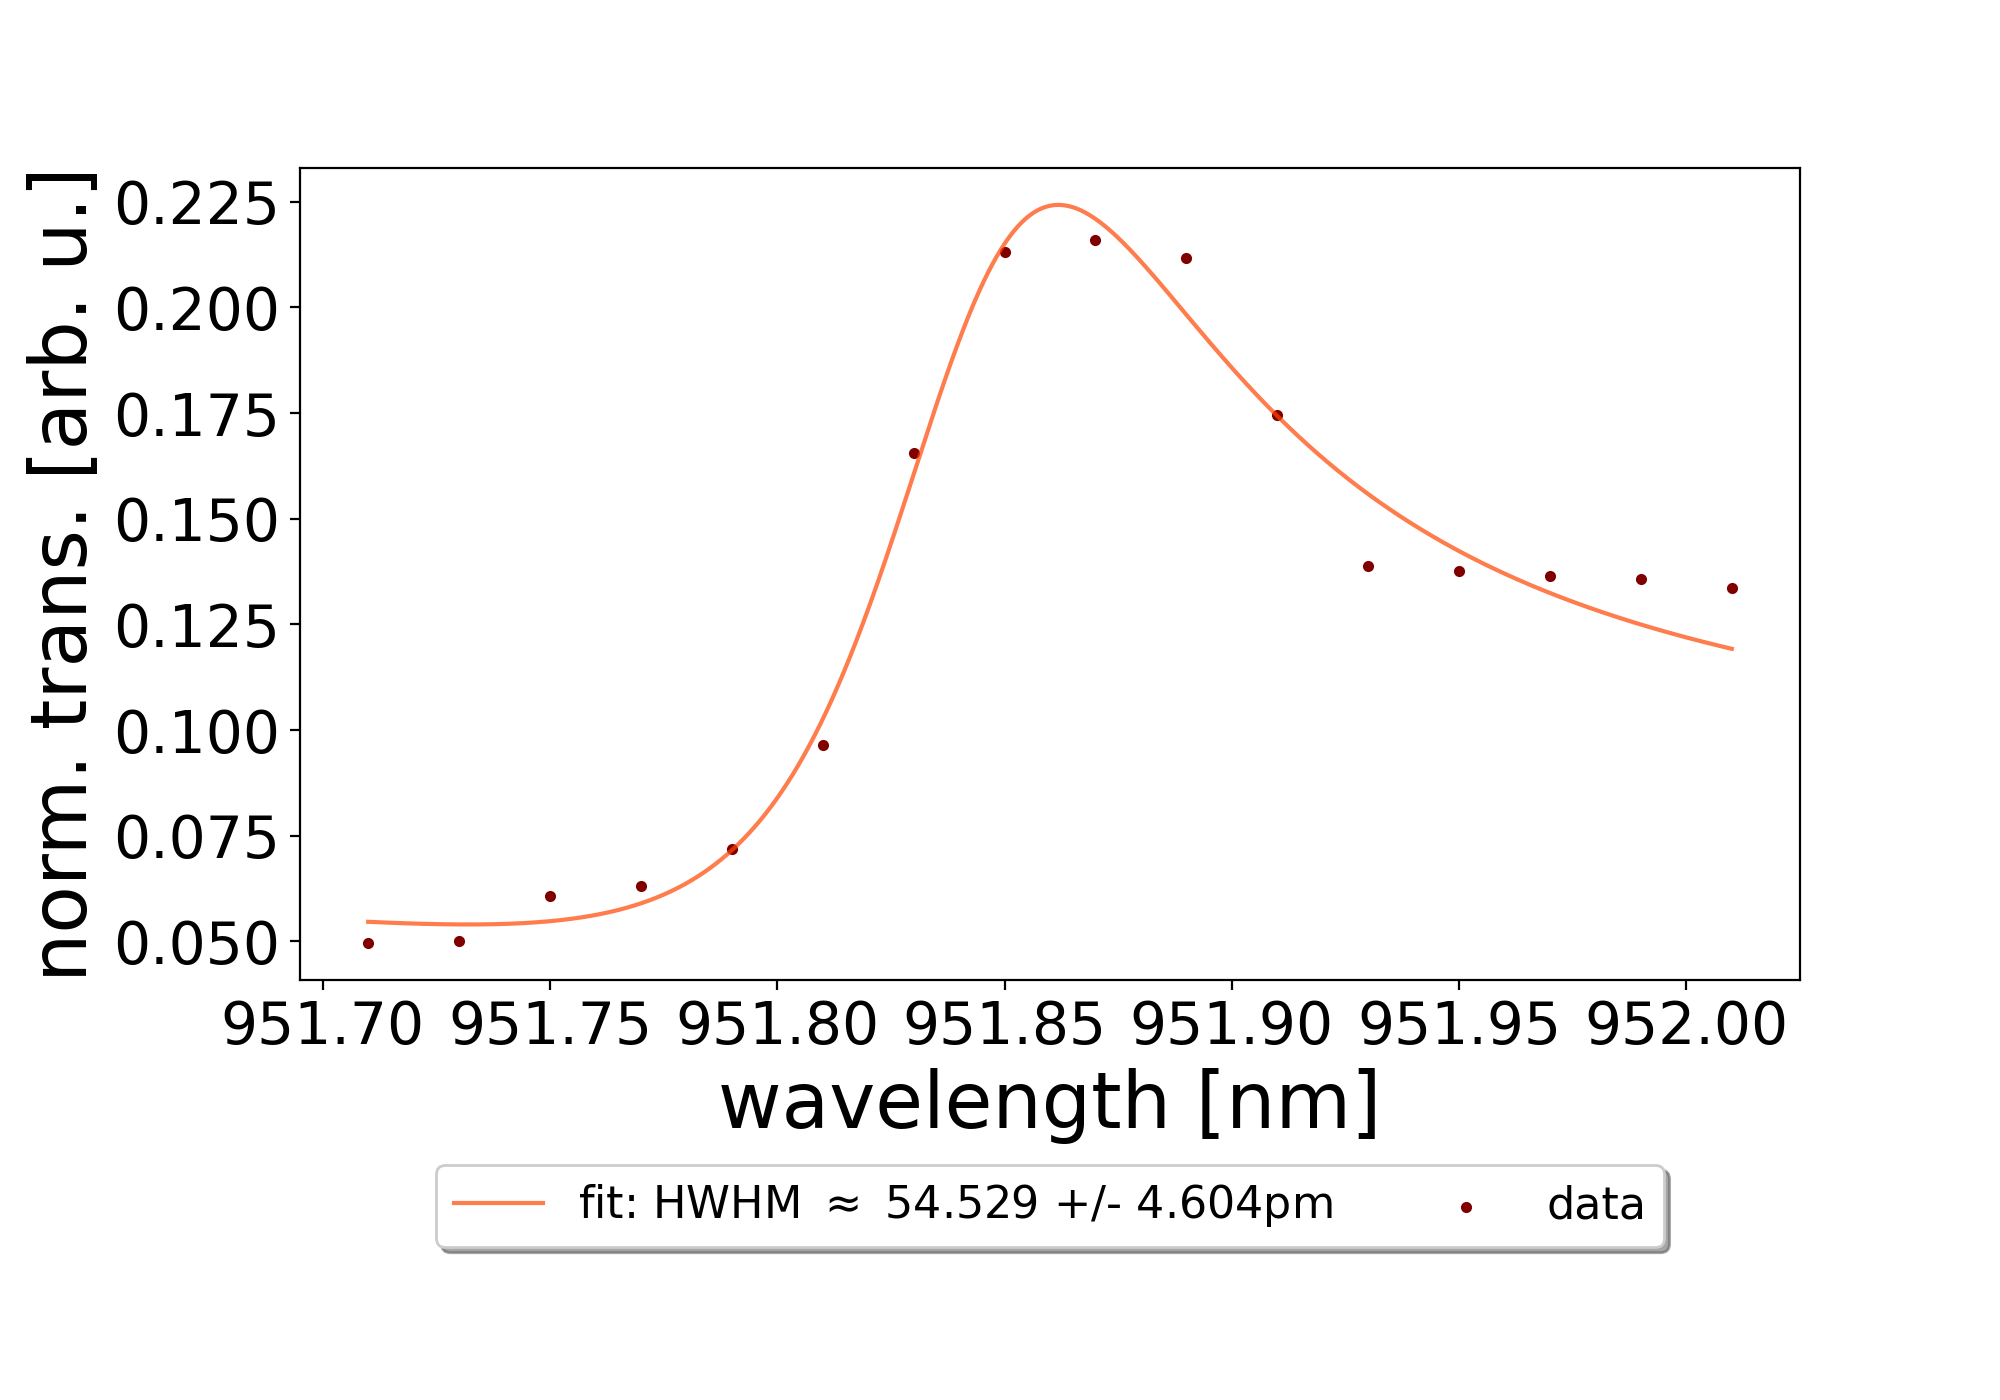 norm. trans. [arb. u.]
0.225
0.200
0.175
0.150
0.125
0.100
0.075
0.050
951.70 951.75 951.80 951.85 951.90 951.95 952.00
wavelength [nm]
fit: HWHM ≈ 54.529 +/- 4.604pm data